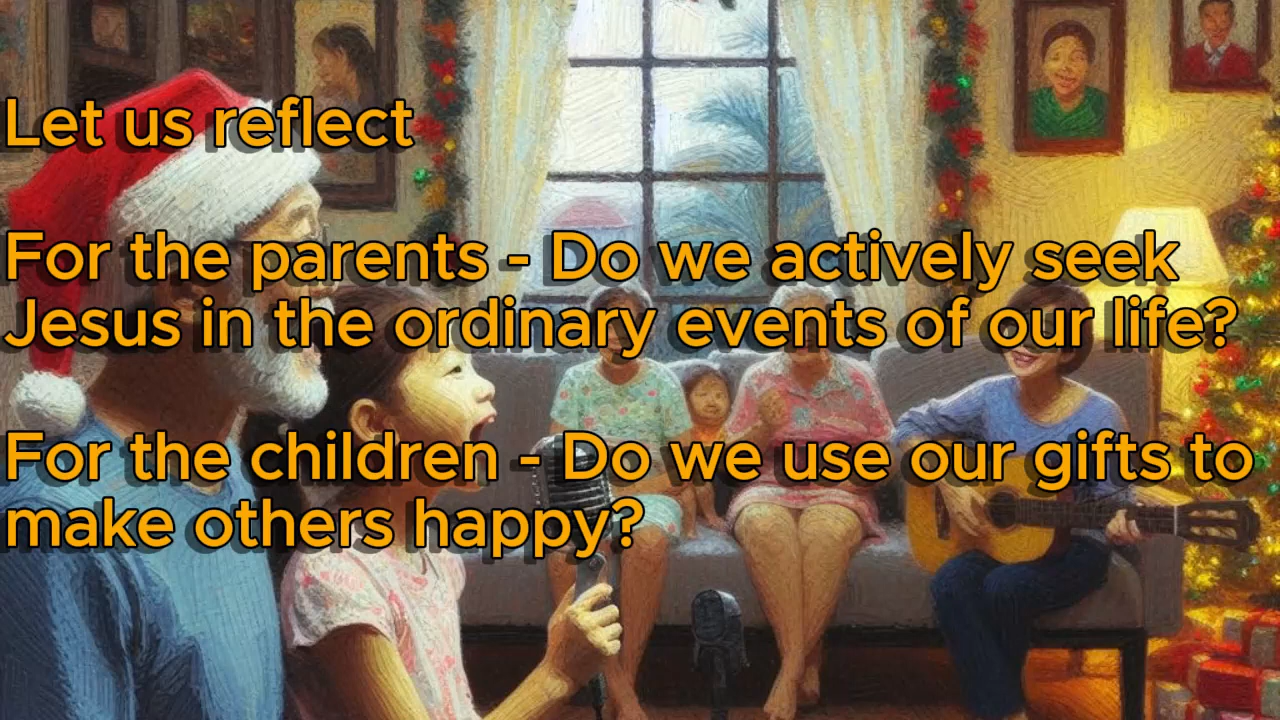 Let us reflect
For the parents - Do we actively seek
Jesus in the ordinary events of our life?
For the children - Do we use our gifts to
make others happy?